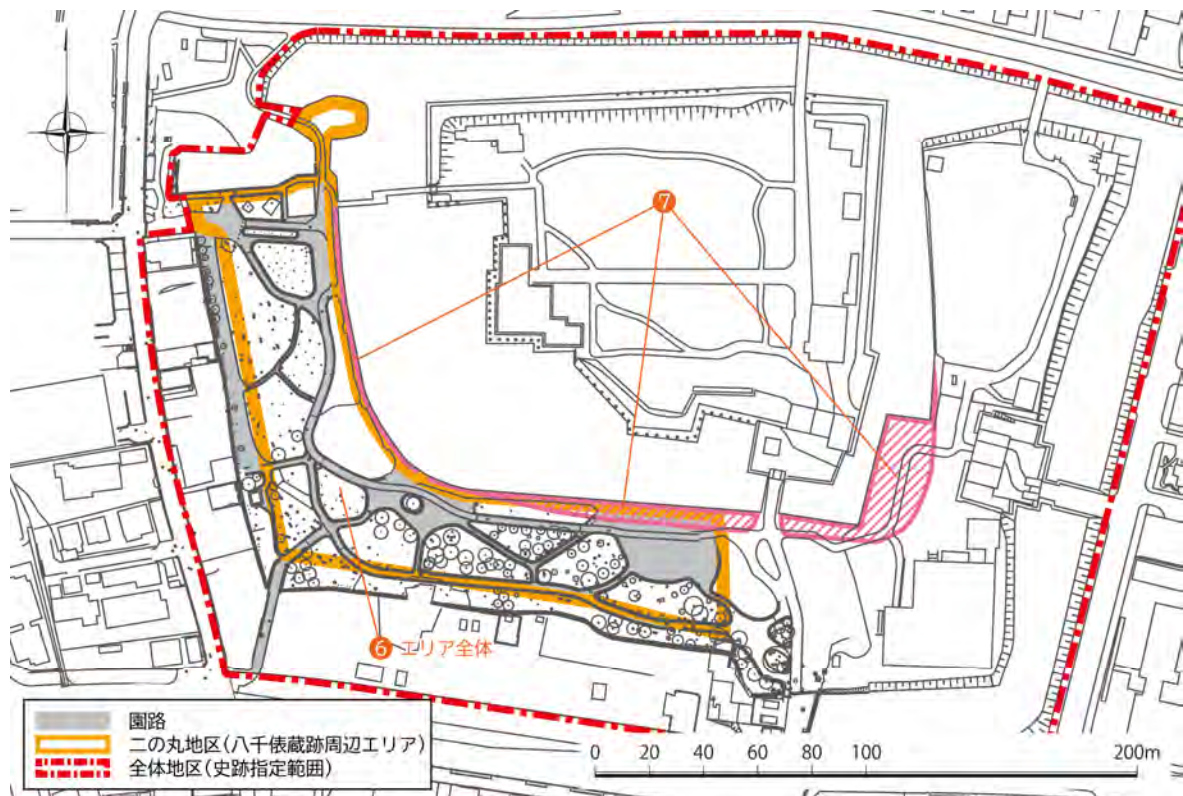 ⑦
⑥ エリア全体
園路
二の丸地区(八千俵蔵跡周辺エリア)
全体地区(史跡指定範囲)
0 20 40 60 80 100 200m